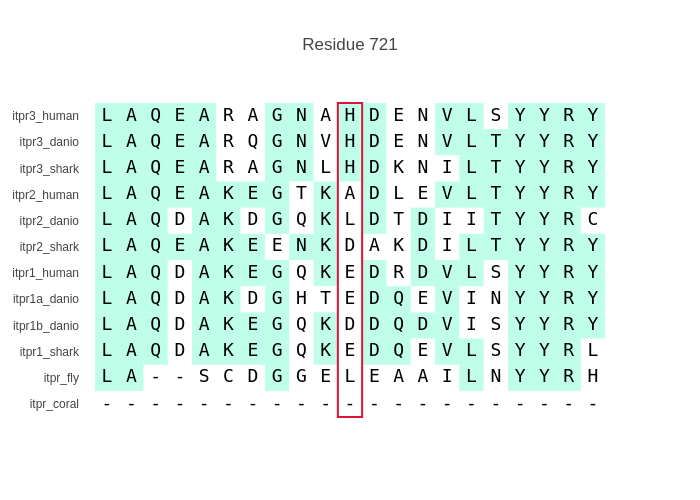 Residue 721
itpr3_human L A Q E A R A G N A H D E N V L S Y Y R Y
itpr3_danio L A Q E A R Q G N V H D E N V L T Y Y R Y
itpr3_shark L A Q E A R A G N L H D K N I L T Y Y R Y
itpr2_human L A Q E A K E G T K A D L E V L T Y Y R Y
itpr2_danio L A Q D A K D G Q K L D T D I I T Y Y R C
itpr2_shark L A Q E A K E E N K D A K D I L T Y Y R Y
itpr1_human L A Q D A K E G Q K E D R D V L S Y Y R Y
itpr1a_danio L A Q D A K D G H T E D Q E V I N Y Y R Y
itpr1b_danio L A Q D A K E G Q K D D Q D V I S Y Y R Y
itpr1_shark L A Q D A K E G Q K E D Q E V L S Y Y R L
itpr_fly L A - - S C D G G E L E A A I L N Y Y R H
itpr_coral - - - - - - - - - - - - - - - - - - - - -